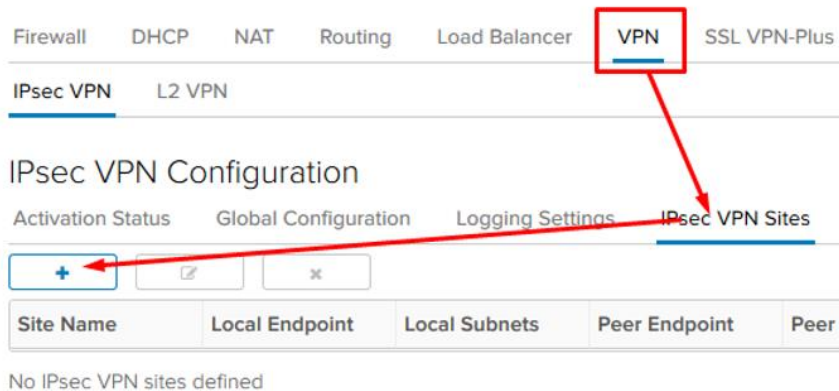 Firewall DHCP NAT Routing Load Balancer VPN SSL VPN-Plus
IPsec VPN L2 VPN
IPsec VPN Configuration
Activation Status Global Configuration Logging Settings IPsec VPN Sites
Site Name Local Endpoint Local Subnets Peer Endpoint Peer
No IPsec VPN sites defined